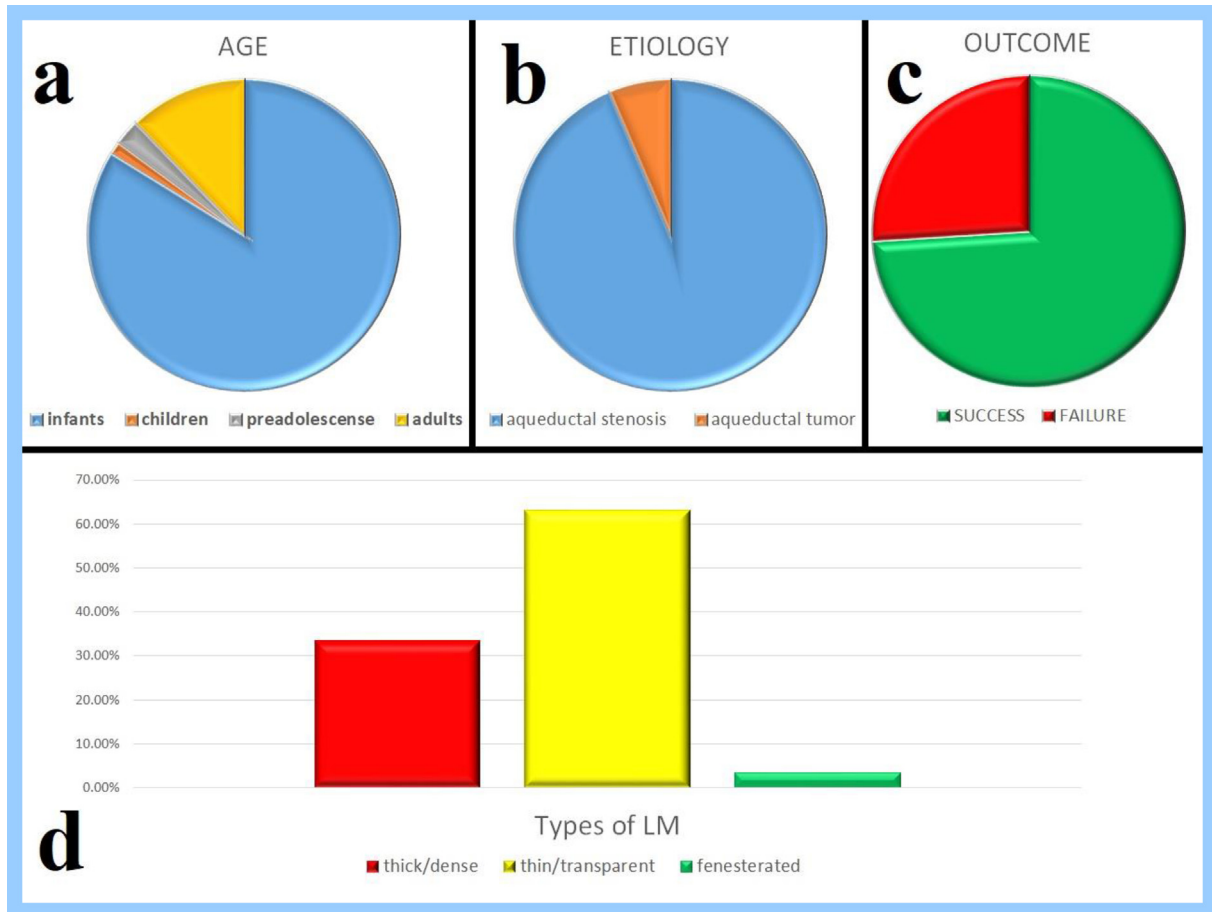 a
AGE
infants children preadolescense adults
b
ETIOLOGY
aqueductal stenosis aqueductal tumor
c
OUTCOME
SUCCESS FAILURE
70.00%
60.00%
50.00%
40.00%
30.00%
20.00%
10.00%
0.00%
d
Types of LM
thick/dense thin/transparent fenesterated